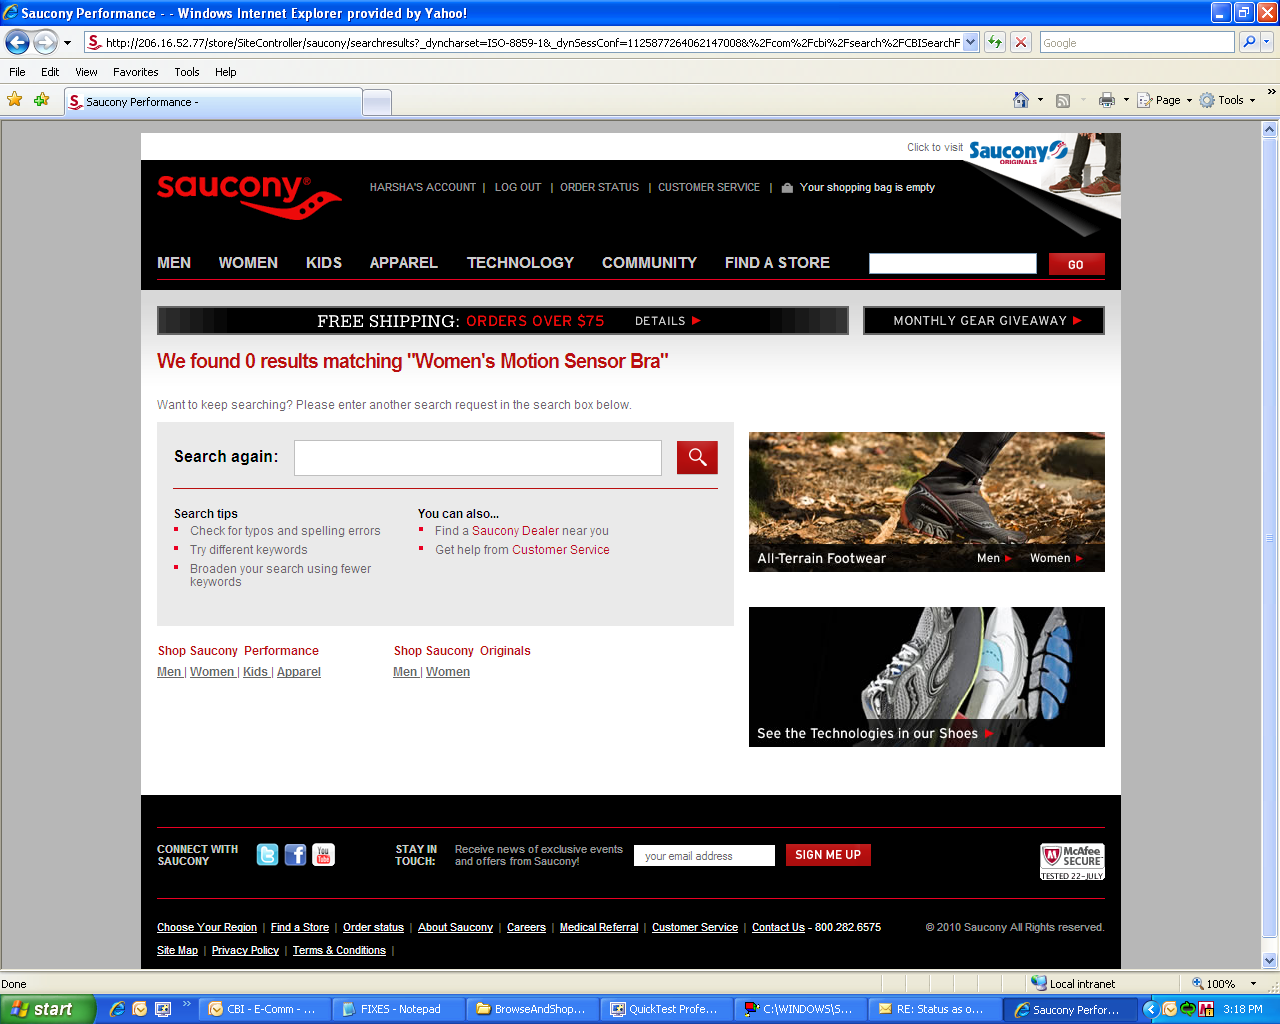 Saucony Performance - - Windows Internet Explorer provided by Yahoo!
http://206.16.52.77/store/SiteController/saucony/searchresults?_dyncharset=ISO-8859-1&_dynSessConf=1125877264062147008&%2Fcom%2Fcbi%2Fsearch%2FCBISearchF
Google
File Edit View Favorites Tools Help
Saucony Performance -
Page Tools
Click to visit Saucony ORIGINALS
saucony®
HARSHA'S ACCOUNT | LOG OUT | ORDER STATUS | CUSTOMER SERVICE | Your shopping bag is empty
MEN WOMEN KIDS APPAREL TECHNOLOGY COMMUNITY FIND A STORE GO
FREE SHIPPING: ORDERS OVER $75 DETAILS
MONTHLY GEAR GIVEAWAY
We found 0 results matching "Women's Motion Sensor Bra"
Want to keep searching? Please enter another search request in the search box below.
Search again:
Search tips
Check for typos and spelling errors
Try different keywords
Broaden your search using fewer
keywords
You can also...
Find a Saucony Dealer near you
Get help from Customer Service
All-Terrain Footwear Men Women
Shop Saucony Performance
Men | Women | Kids | Apparel
Shop Saucony Originals
Men | Women
See the Technologies in our Shoes
CONNECT WITH
SAUCONY
You
Tube
STAY IN
TOUCH:
Receive news of exclusive events
and offers from Saucony!
your email address
SIGN ME UP
McAfee
SECURE™
TESTED 22-JULY
Choose Your Region | Find a Store | Order status | About Saucony | Careers | Medical Referral | Customer Service | Contact Us - 800.282.6575
© 2010 Saucony All Rights reserved.
Site Map | Privacy Policy | Terms & Conditions |
Done
Local intranet
100%
start
CBI - E-Comm - ...
FIXES - Notepad
BrowseAndShop...
QuickTest Profe...
C:\WINDOWS\S...
RE: Status as o...
Saucony Perfor...
3:18 PM